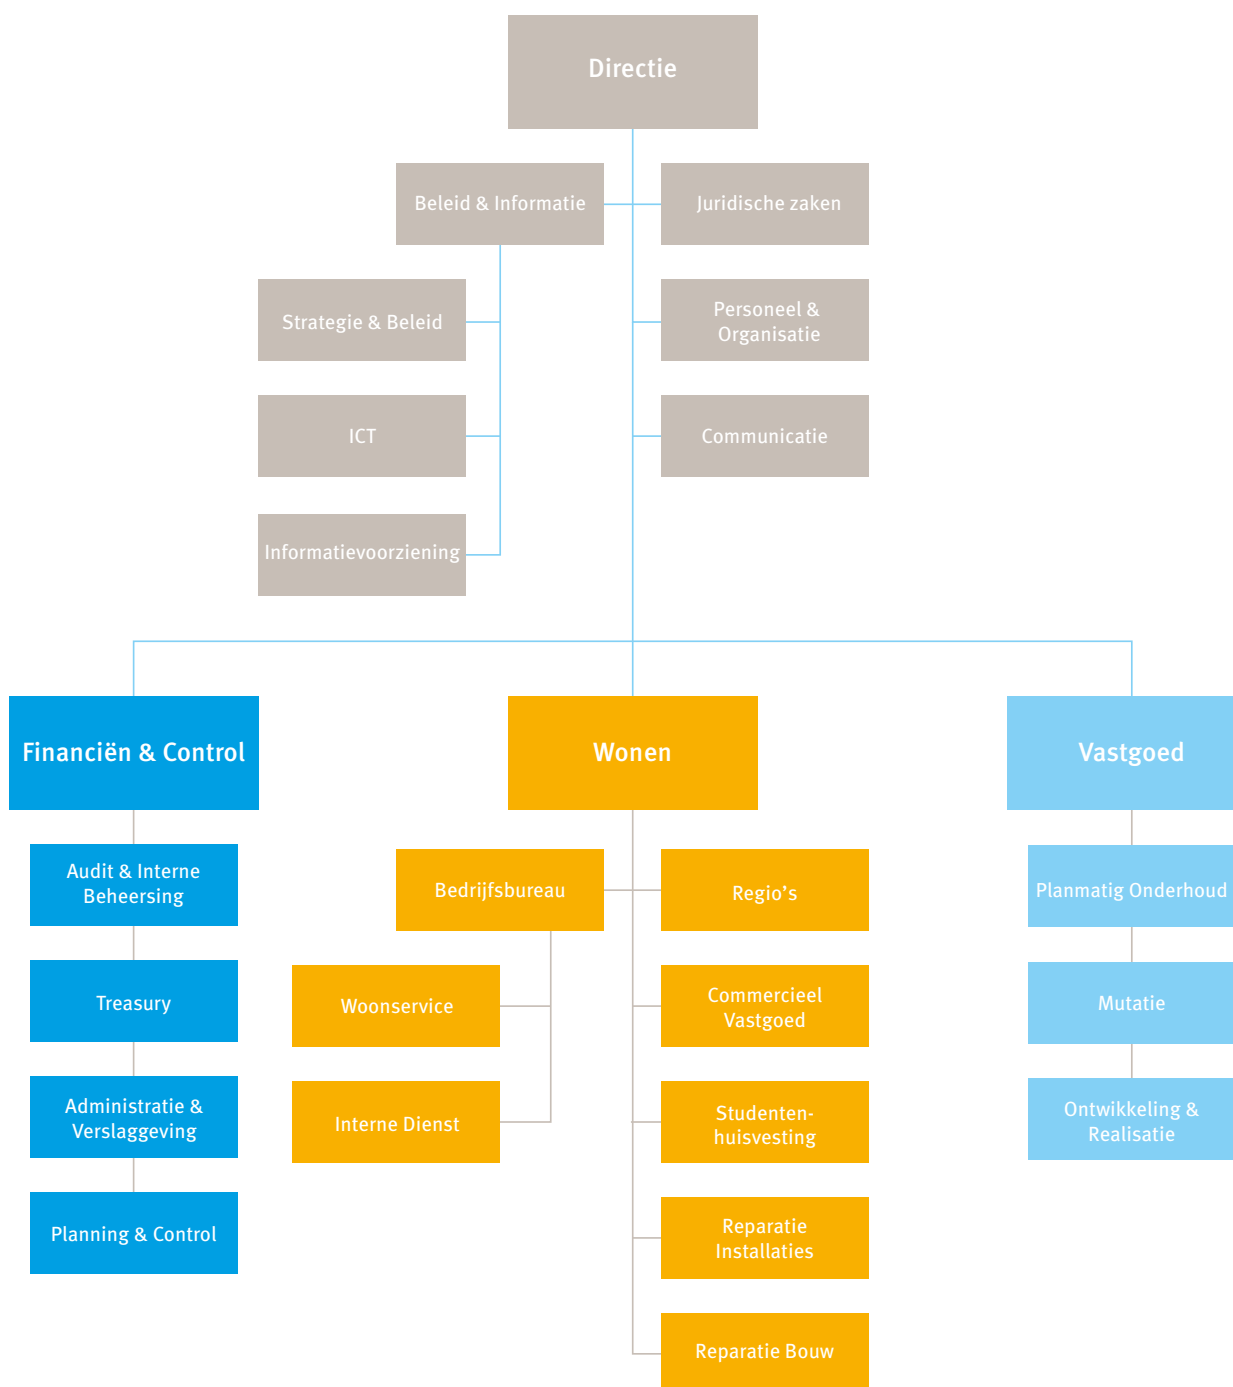 Directie
Beleid & Informatie
Juridische zaken
Strategie & Beleid
Personeel &
Organisatie
ICT
Communicatie
Informatievoorziening
Financiën & Control
Wonen
Vastgoed
Audit & Interne
Beheersing
Treasury
Administratie &
Verslaggeving
Planning & Control
Bedrijfsbureau
Regio's
Woonservice
Commercieel
Vastgoed
Interne Dienst
Studenten-
huisvesting
Reparatie
Installaties
Reparatie Bouw
Planmatig Onderhoud
Mutatie
Ontwikkeling &
Realisatie